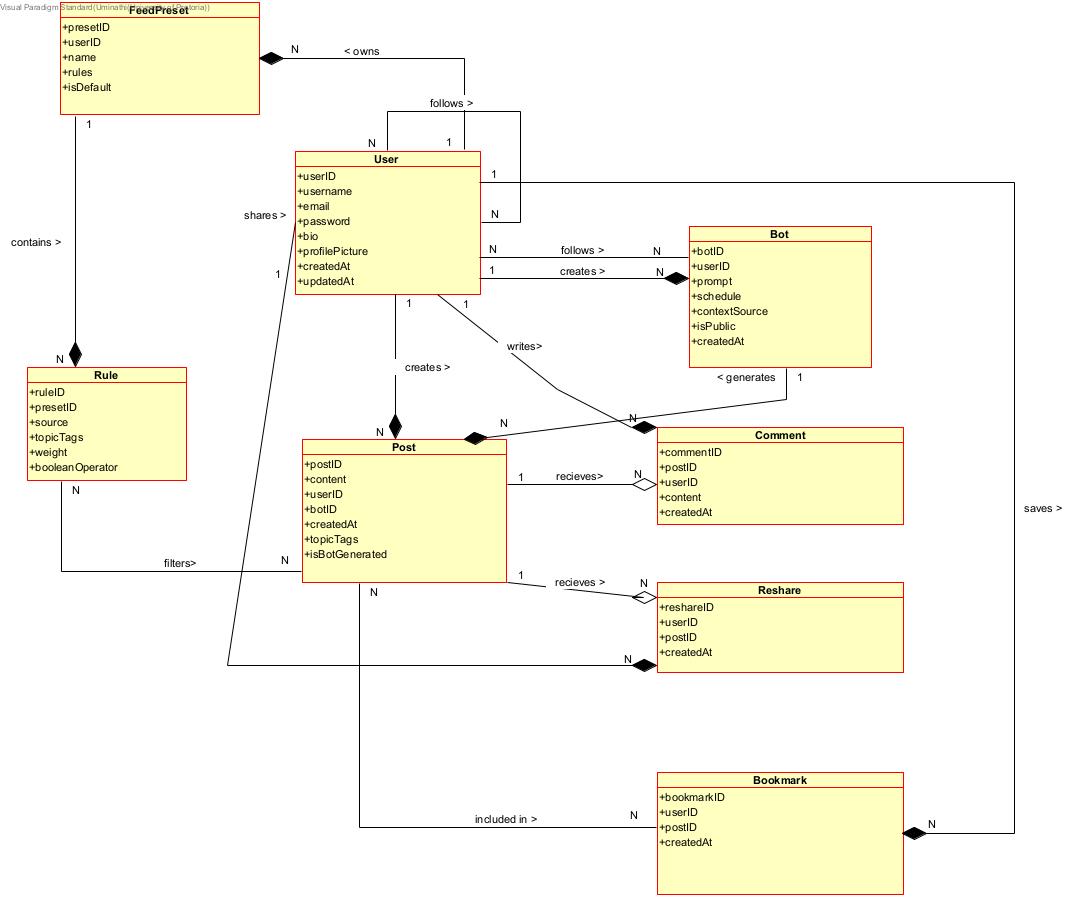 Visual Paradigm Standard(Uminathi(University of Pretoria))
FeedPreset
+presetID
+userID
+name
+rules
+isDefault
N
< owns
1
follows >
N
1
User
+userID
+username
+email
+password
+bio
+profilePicture
+createdAt
+updatedAt
1
N
shares >
1
contains >
N
follows >
N
1
creates >
N
Bot
+botID
+userID
+prompt
+schedule
+contextSource
+isPublic
+createdAt
1
1
writes>
creates >
< generates
1
N
Rule
+ruleID
+presetID
+source
+topicTags
+weight
+booleanOperator
N
N
N
N
Post
+postID
+content
+userID
+botID
+createdAt
+topicTags
+isBotGenerated
Comment
+commentID
+postID
+userID
+content
+createdAt
1
recieves>
N
saves >
filters>
N
1
recieves >
N
N
Reshare
+reshareID
+userID
+postID
+createdAt
N
Bookmark
+bookmarkID
+userID
+postID
+createdAt
included in >
N
N